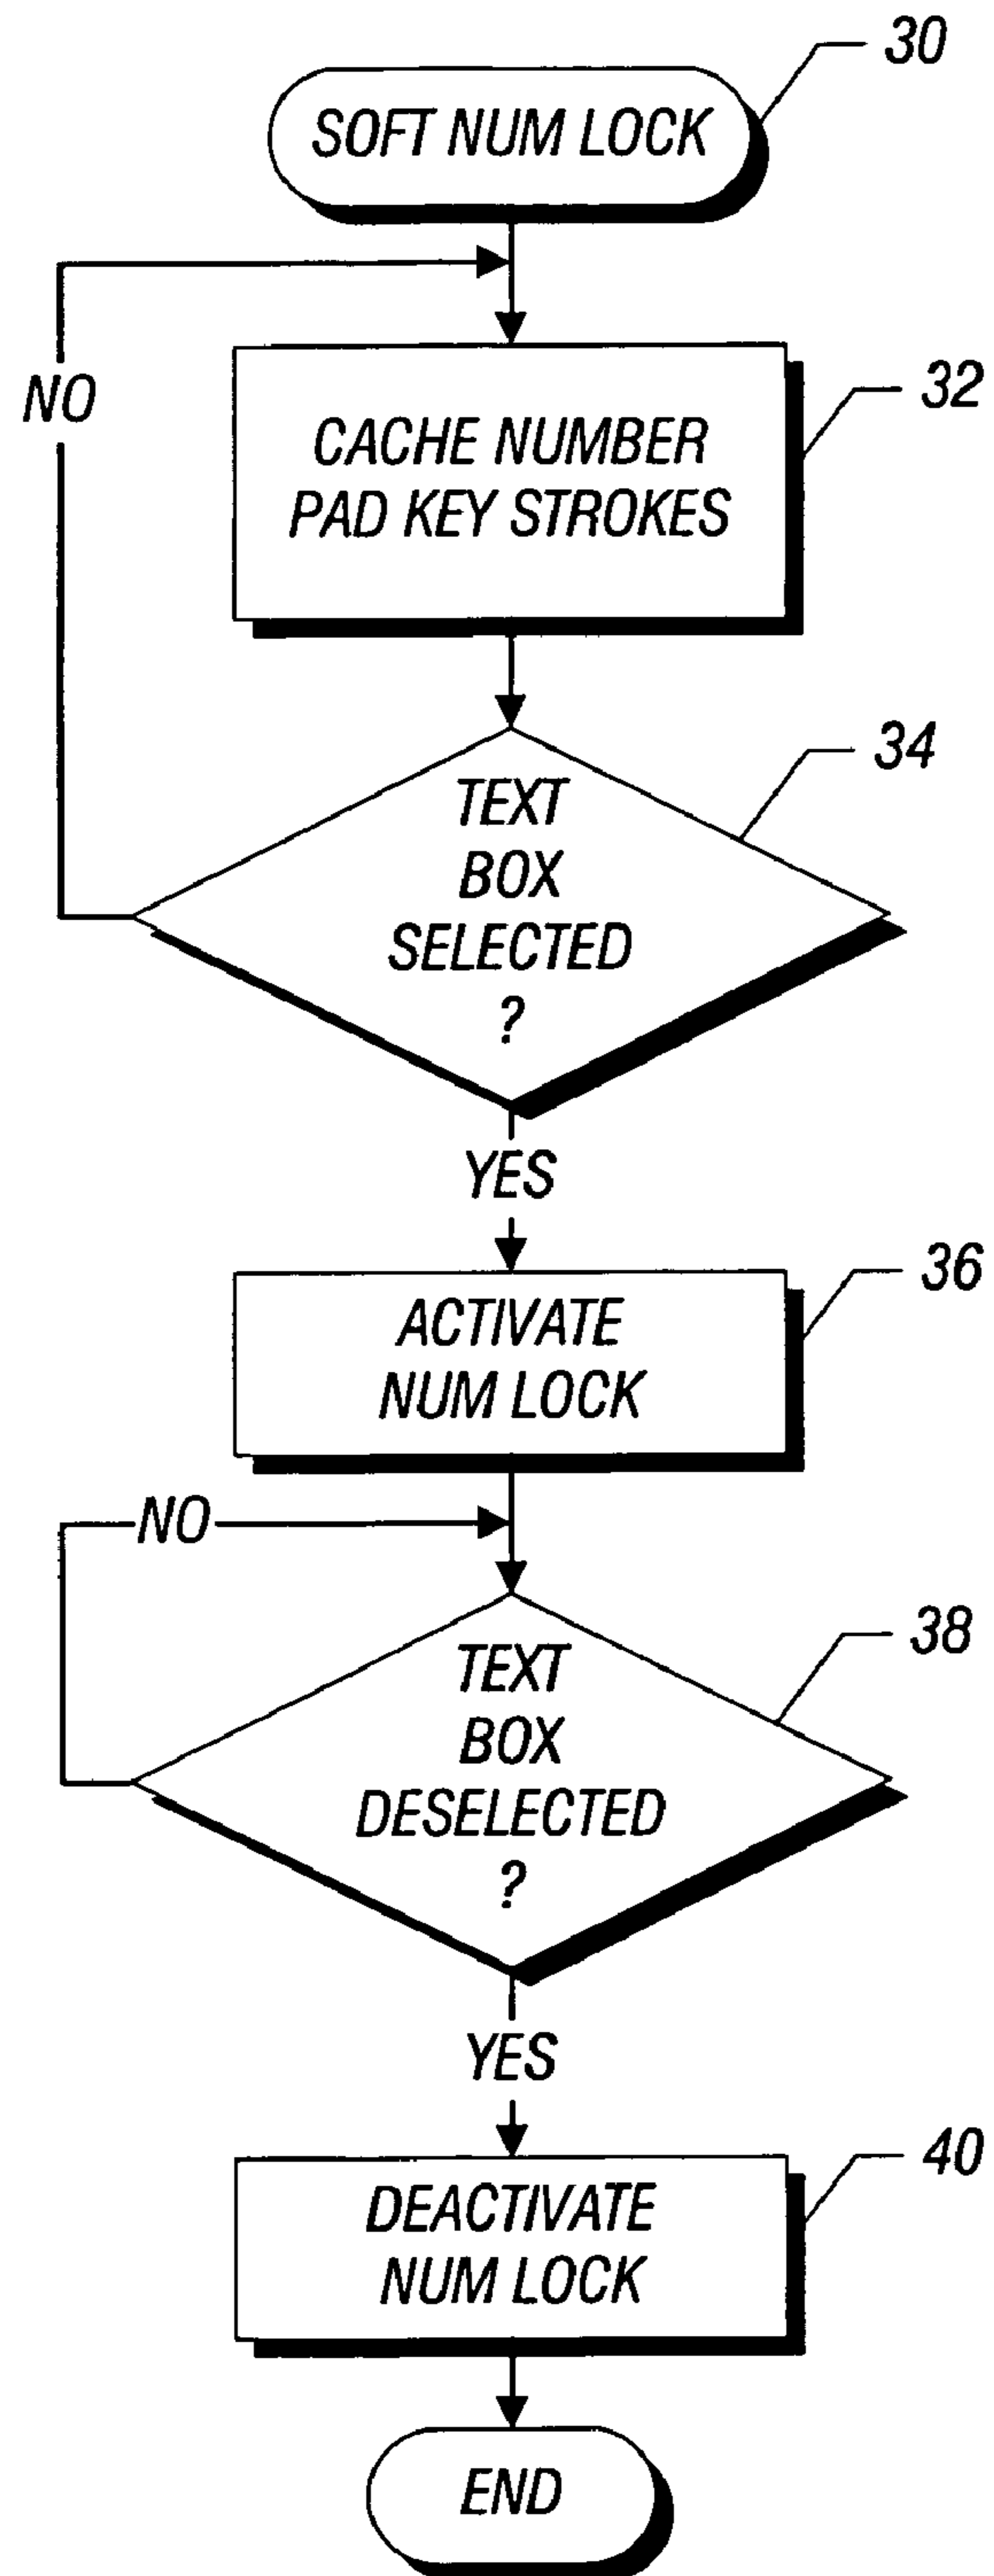 30
SOFT NUM LOCK
NO
32
CACHE NUMBER
PAD KEY STROKES
34
TEXT
BOX
SELECTED
?
YES
36
ACTIVATE
NUM LOCK
NO
38
TEXT
BOX
DESELECTED
?
YES
40
DEACTIVATE
NUM LOCK
END